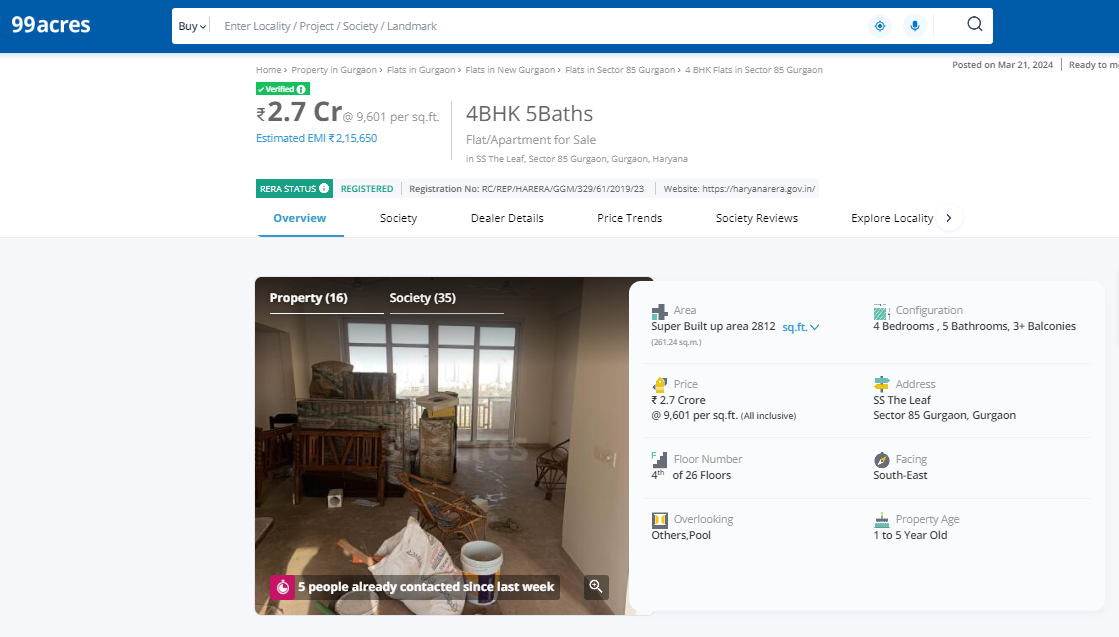 99acres
Buy
Enter Locality / Project / Society / Landmark
Home › Property in Gurgaon › Flats in Gurgaon › Flats in New Gurgaon › Flats in Sector 85 Gurgaon › 4 BHK Flats in Sector 85 Gurgaon
Posted on Mar 21, 2024 | Ready to m
Verified
₹2.7 Cr @ 9,601 per sq.ft.
Estimated EMI ₹2,15,650
4BHK 5Baths
Flat/Apartment for Sale
in SS The Leaf, Sector 85 Gurgaon, Gurgaon, Haryana
RERA STATUS REGISTERED Registration No: RC/REP/HARERA/GGM/329/61/2019/23 Website: https://haryanarera.gov.in/
Overview Society Dealer Details Price Trends Society Reviews Explore Locality
Property (16) Society (35)
99acres
5 people already contacted since last week
Area
Super Built up area 2812 sq.ft.
(261.24 sq.m.)
Configuration
4 Bedrooms , 5 Bathrooms, 3+ Balconies
Price
₹ 2.7 Crore
@ 9,601 per sq.ft. (All inclusive)
Address
SS The Leaf
Sector 85 Gurgaon, Gurgaon
Floor Number
4th of 26 Floors
Facing
South-East
Overlooking
Others,Pool
Property Age
1 to 5 Year Old